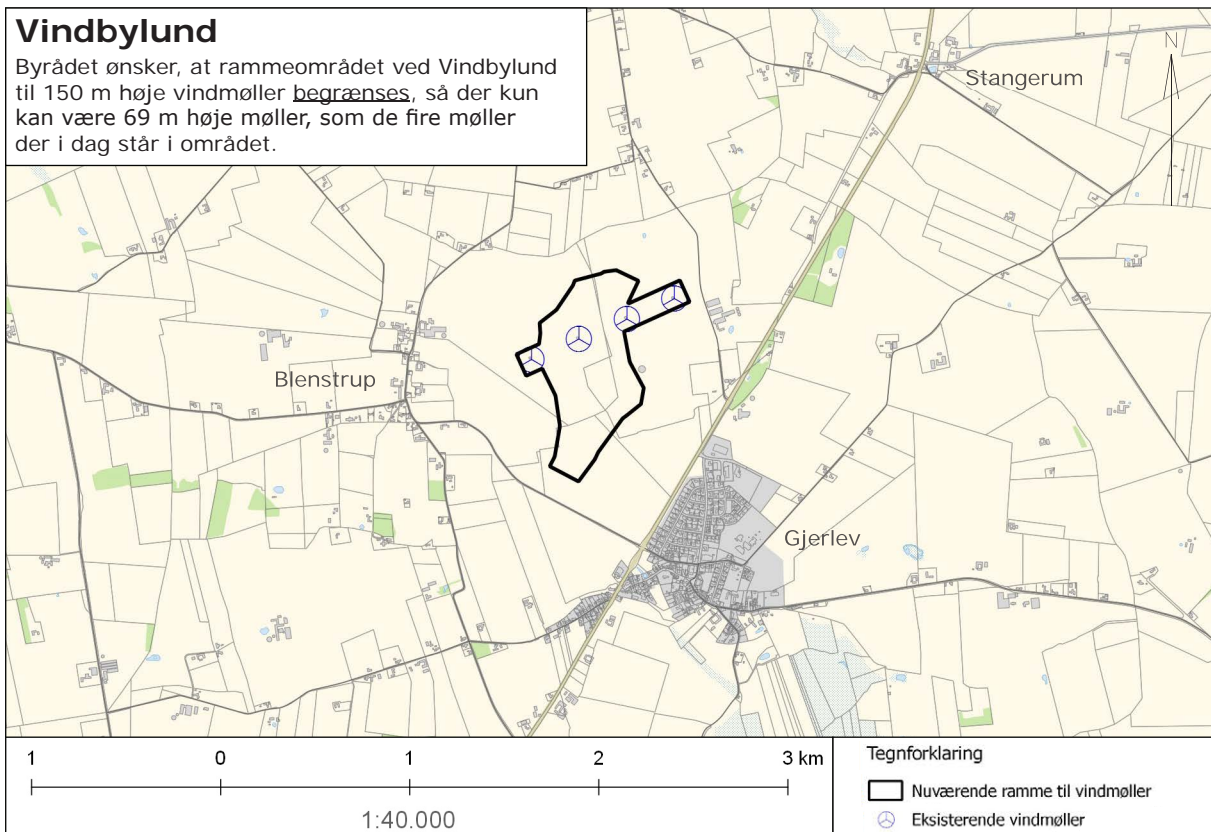 Vindbylund
Byrådet ønsker, at rammeområdet ved Vindbylund
til 150 m høje vindmøller begrænses, så der kun
kan være 69 m høje møller, som de fire møller
der i dag står i området.
N
Stangerum
Blenstrup
Gjerlev
1 0 1 2 3 km
1:40.000
Tegnforklaring
Nuværende ramme til vindmøller
Eksisterende vindmøller